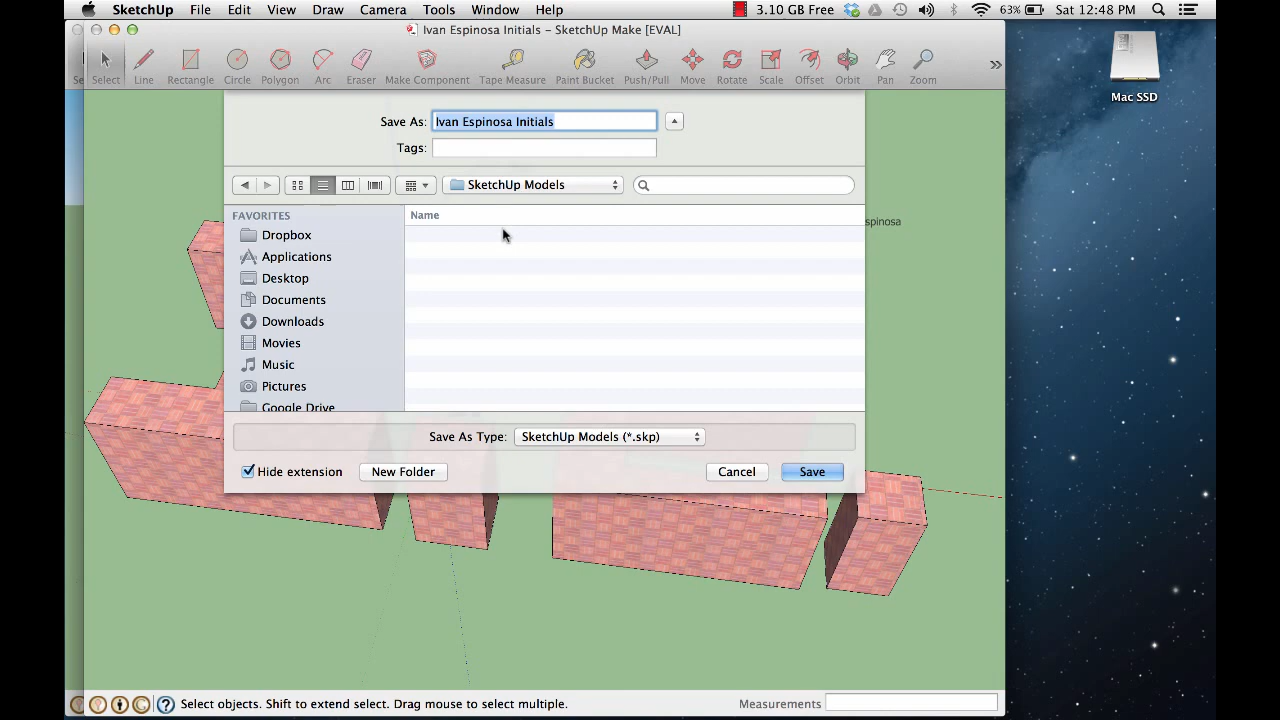 SketchUp File Edit View Draw Camera Tools Window Help 3.10 GB Free 63% Sat 12:48 PM
Ivan Espinosa Initials - SketchUp Make [EVAL]
Select Line Rectangle Circle Polygon Arc Eraser Make Component Tape Measure Paint Bucket Push/Pull Move Rotate Scale Offset Orbit Pan Zoom
Mac SSD
Save As: Ivan Espinosa Initials
Tags:
SketchUp Models
FAVORITES
Name
Dropbox
Applications
Desktop
Documents
Downloads
Movies
Music
Pictures
Google Drive
spinosa
Save As Type: SketchUp Models (*.skp)
Hide extension New Folder Cancel Save
Select objects. Shift to extend select. Drag mouse to select multiple. Measurements